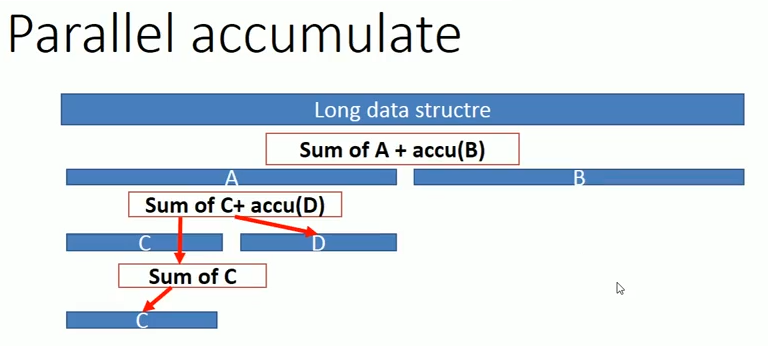 Parallel accumulate
Long data structre
Sum of A + accu(B)
A
B
Sum of C+ accu(D)
C
D
Sum of C
C